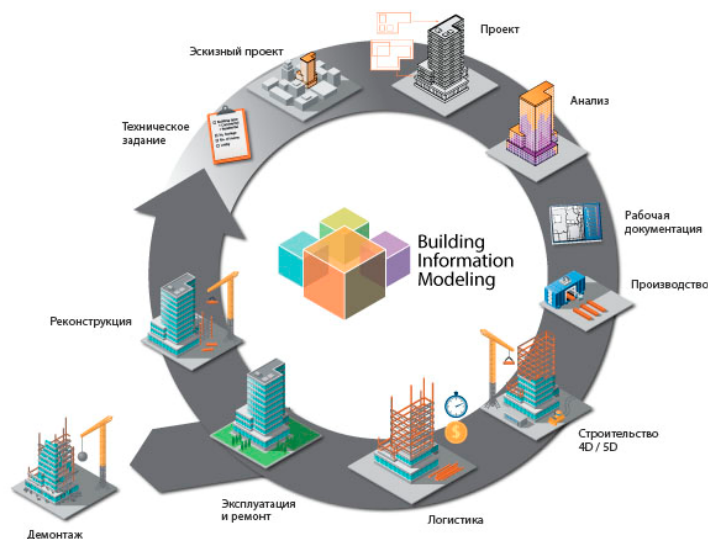 Проект
Эскизный проект
Анализ
Техническое
задание
Рабочая
документация
Building
Information
Modeling
Производство
Реконструкция
Строительство
4D / 5D
Эксплуатация
и ремонт
Логистика
Демонтаж